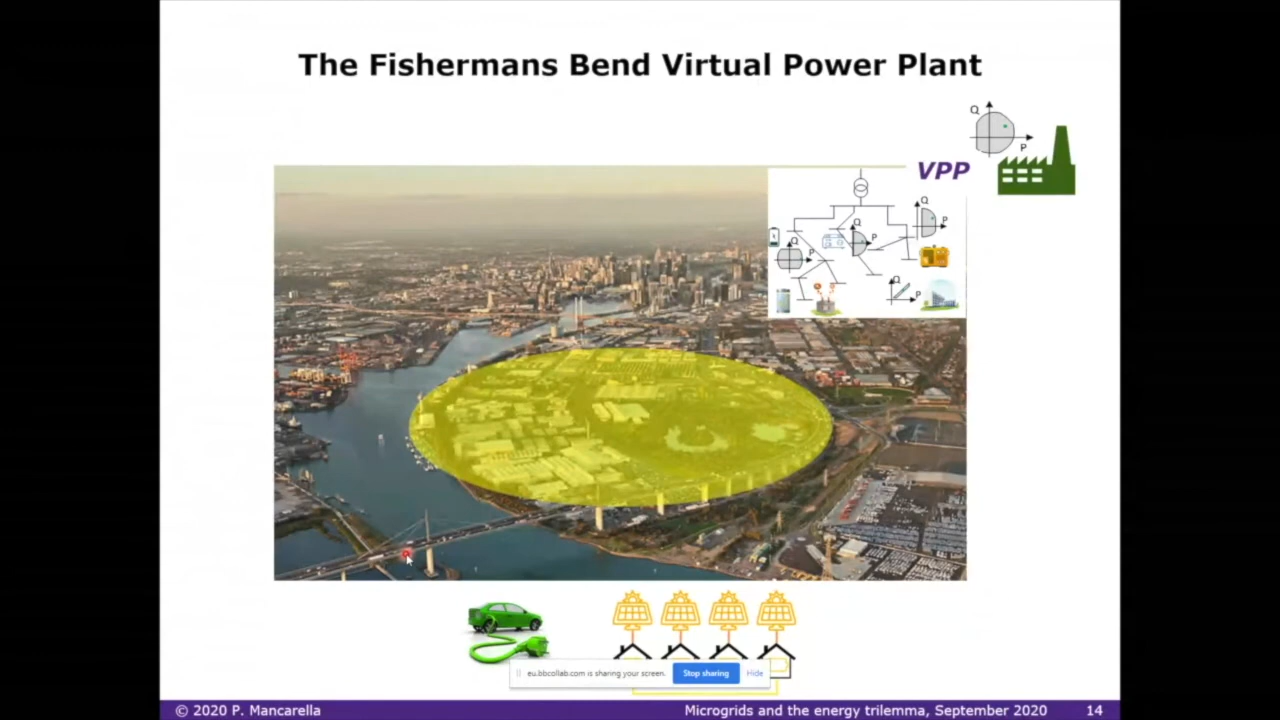 The Fishermans Bend Virtual Power Plant
Q
P
VPP
Q
P
Q
P
Q
P
Q
P
eu.bbcollab.com is sharing your screen.
Stop sharing
Hide
© 2020 P. Mancarella
Microgrids and the energy trilemma, September 2020
14